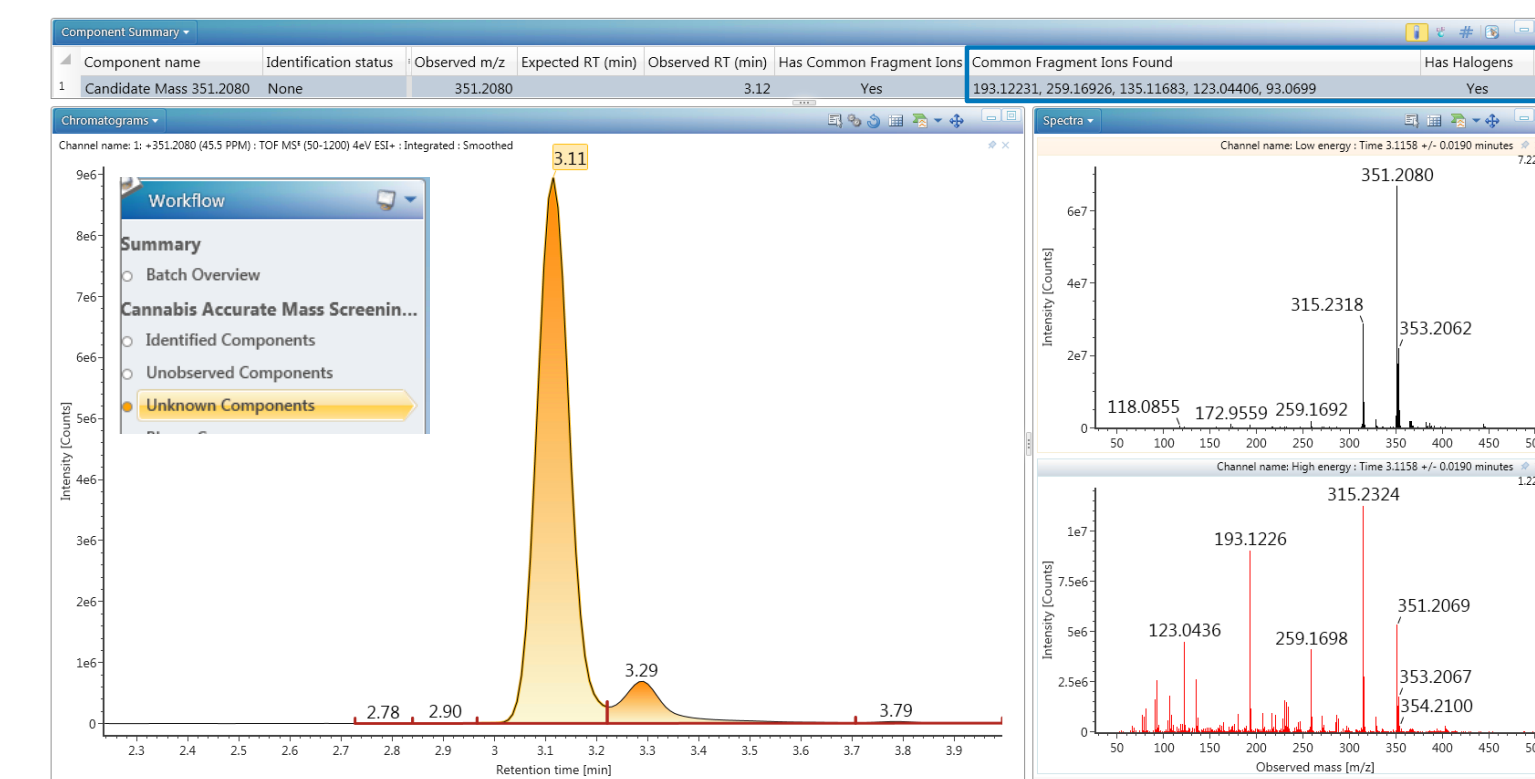 Component Summary
Component name Identification status Observed m/z Expected RT (min) Observed RT (min) Has Common Fragment Ions Common Fragment Ions Found Has Halogens
1 Candidate Mass 351.2080 None 351.2080 3.12 Yes 193.12231, 259.16926, 135.11683, 123.04406, 93.0699 Yes
Chromatograms
Channel name: 1: +351.2080 (45.5 PPM) : TOF MSᴱ (50-1200) 4eV ESI+ : Integrated : Smoothed
3.11
9e6
8e6
7e6
6e6
5e6
4e6
3e6
2e6
1e6
0
Intensity [Counts]
Workflow
Summary
Batch Overview
Cannabis Accurate Mass Screenin...
Identified Components
Unobserved Components
Unknown Components
2.78 2.90 3.29 3.79
2.3 2.4 2.5 2.6 2.7 2.8 2.9 3 3.1 3.2 3.3 3.4 3.5 3.6 3.7 3.8 3.9
Retention time [min]
Spectra
Channel name: Low energy : Time 3.1158 +/- 0.0190 minutes
7.22
351.2080
6e7
4e7
2e7
0
Intensity [Counts]
315.2318
353.2062
118.0855 172.9559 259.1692
50 100 150 200 250 300 350 400 450 50
Channel name: High energy : Time 3.1158 +/- 0.0190 minutes
1.22
315.2324
1e7
7.5e6
5e6
2.5e6
0
Intensity [Counts]
193.1226
351.2069
123.0436
259.1698
353.2067
354.2100
50 100 150 200 250 300 350 400 450 50
Observed mass [m/z]